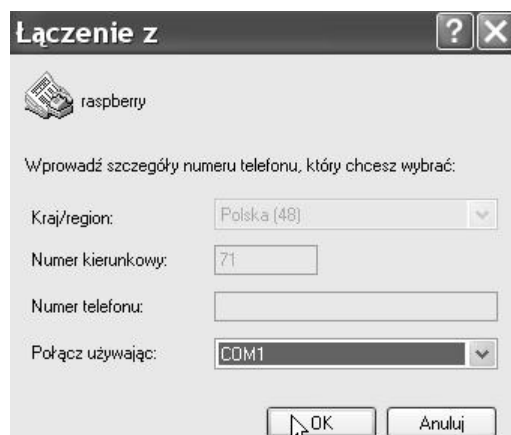 Łączenie z
raspberry
Wprowadź szczegóły numeru telefonu, który chcesz wybrać:
Kraj/region: Polska (48)
Numer kierunkowy: 71
Numer telefonu:
Połącz używając: COM1
OK Anuluj